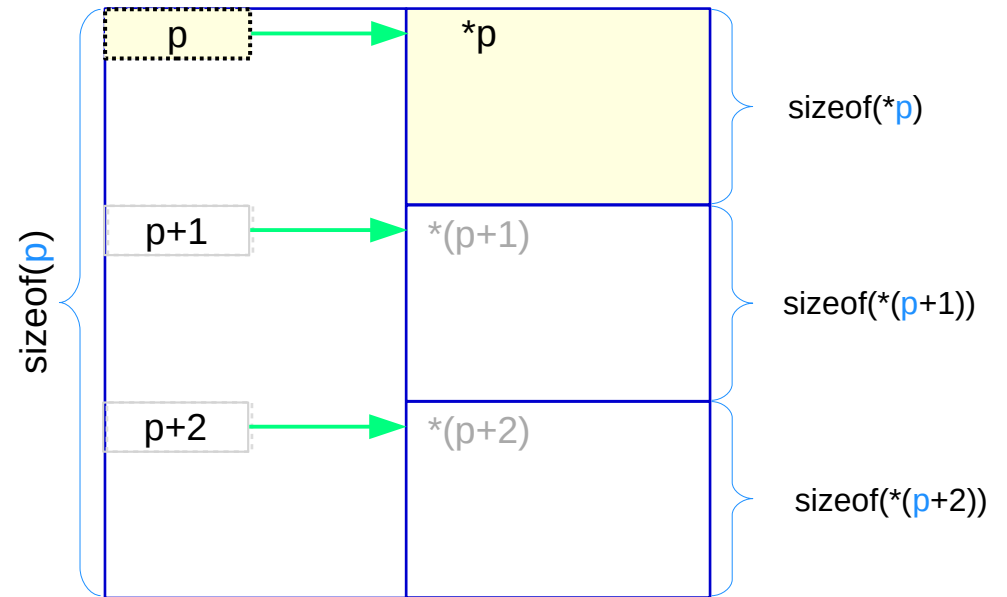 p
*p
sizeof(*p)
sizeof(p)
p+1
*(p+1)
sizeof(*(p+1))
p+2
*(p+2)
sizeof(*(p+2))